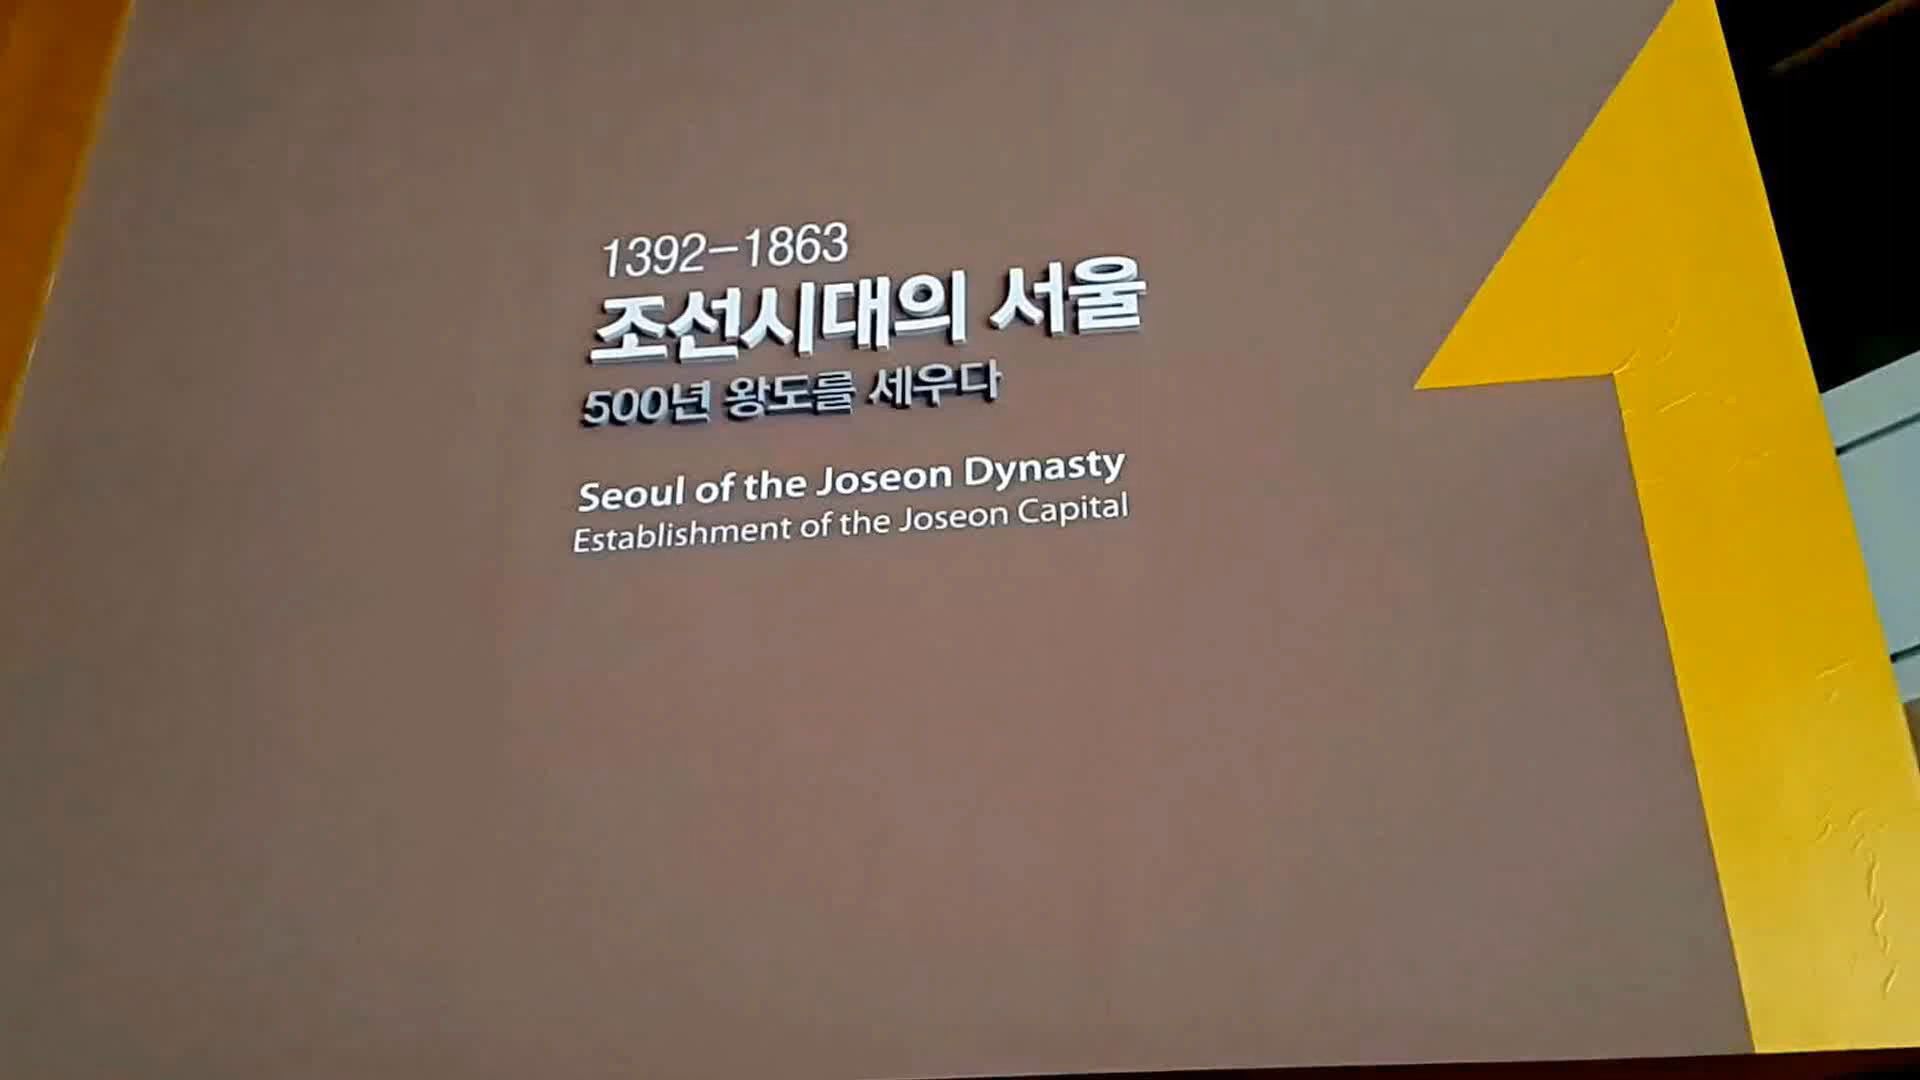 1392-1863
조선시대의 서울
500년 왕도를 세우다
Seoul of the Joseon Dynasty
Establishment of the Joseon Capital
1